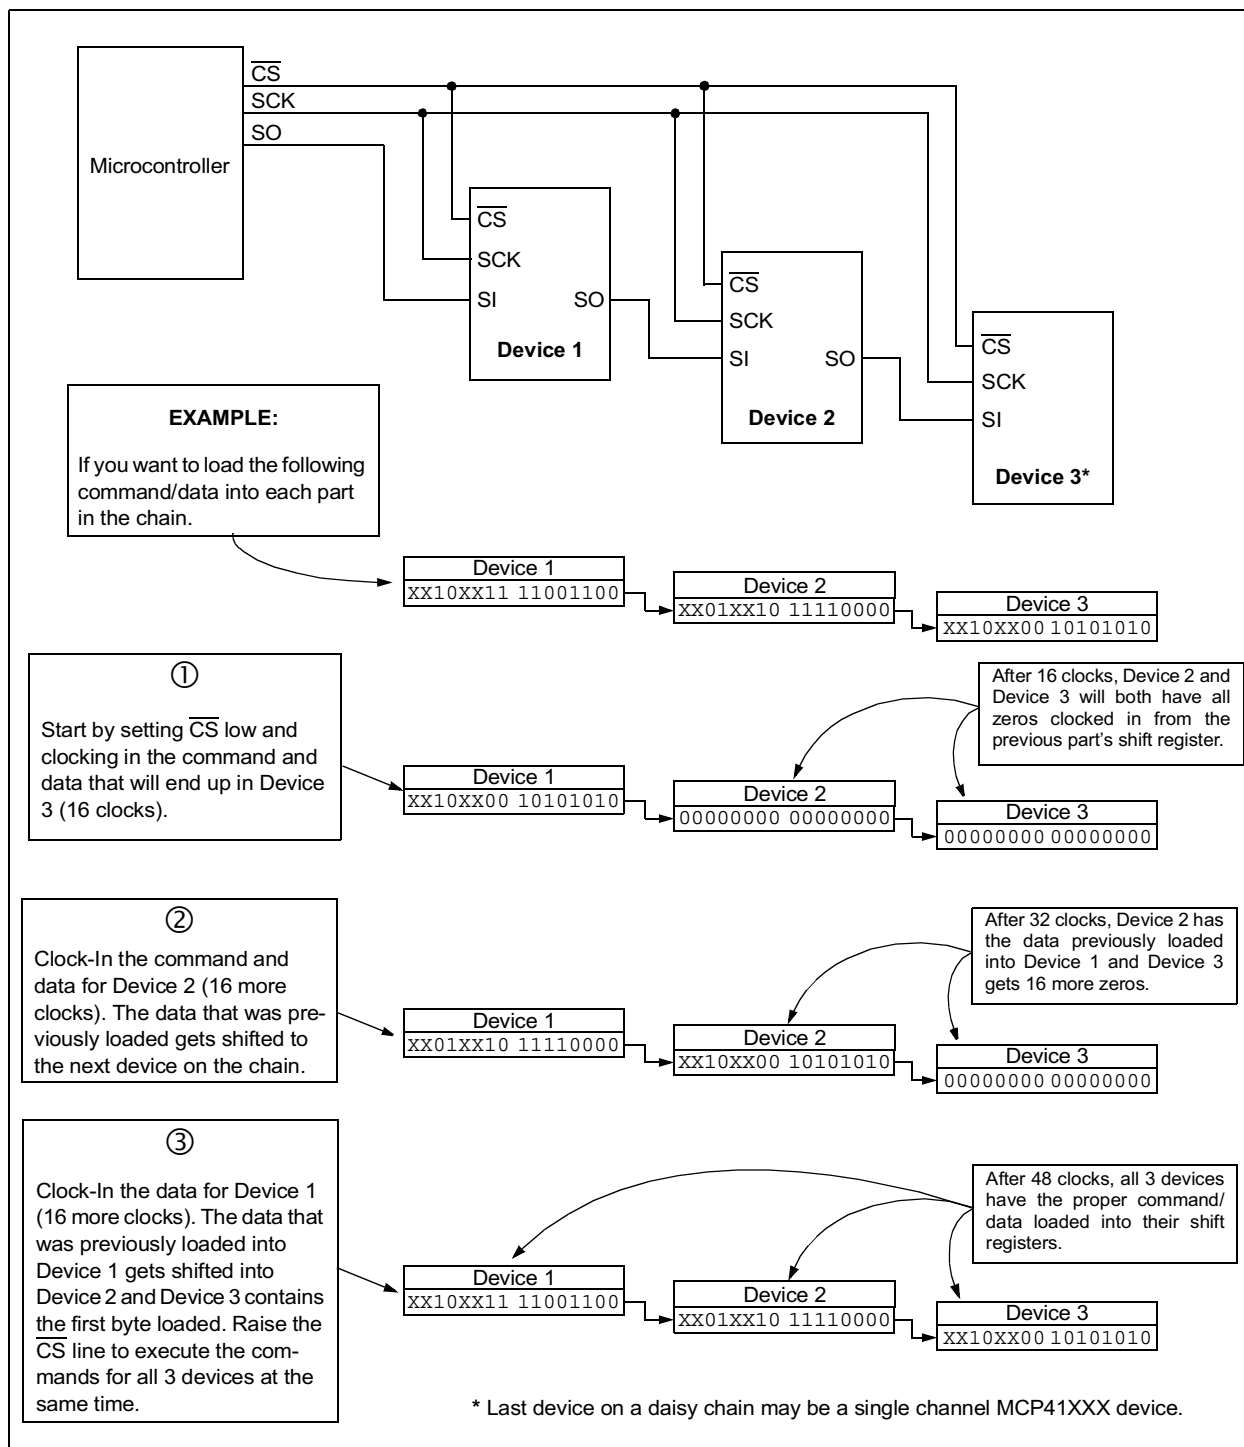 CS
SCK
SO
Microcontroller
CS
SCK
SI SO
Device 1
CS
SCK
SI SO
Device 2
CS
SCK
SI
Device 3*
EXAMPLE:
If you want to load the following
command/data into each part
in the chain.
Device 1
XX10XX11 11001100
Device 2
XX01XX10 11110000
Device 3
XX10XX00 10101010
①
Start by setting CS low and
clocking in the command and
data that will end up in Device
3 (16 clocks).
After 16 clocks, Device 2 and
Device 3 will both have all
zeros clocked in from the
previous part's shift register.
Device 1
XX10XX00 10101010
Device 2
00000000 00000000
Device 3
00000000 00000000
②
Clock-In the command and
data for Device 2 (16 more
clocks). The data that was pre-
viously loaded gets shifted to
the next device on the chain.
After 32 clocks, Device 2 has
the data previously loaded
into Device 1 and Device 3
gets 16 more zeros.
Device 1
XX01XX10 11110000
Device 2
XX10XX00 10101010
Device 3
00000000 00000000
③
Clock-In the data for Device 1
(16 more clocks). The data that
was previously loaded into
Device 1 gets shifted into
Device 2 and Device 3 contains
the first byte loaded. Raise the
CS line to execute the com-
mands for all 3 devices at the
same time.
After 48 clocks, all 3 devices
have the proper command/
data loaded into their shift
registers.
Device 1
XX10XX11 11001100
Device 2
XX01XX10 11110000
Device 3
XX10XX00 10101010
* Last device on a daisy chain may be a single channel MCP41XXX device.